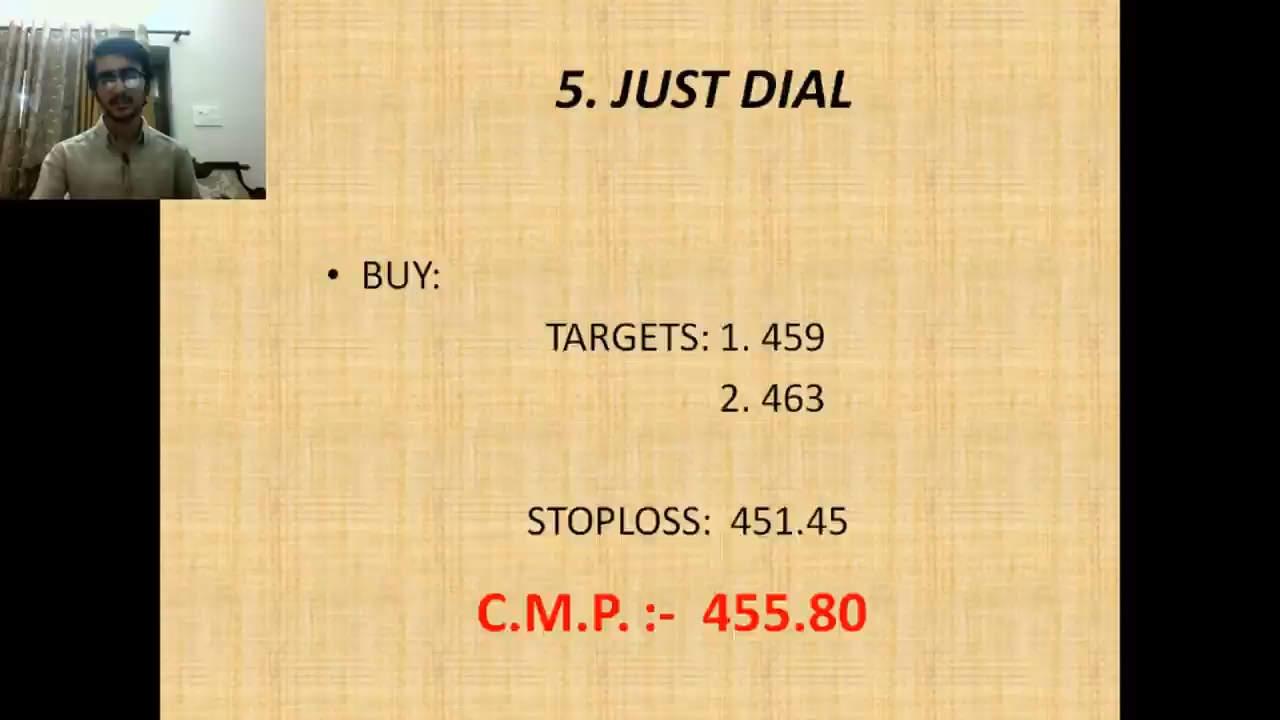 5. JUST DIAL
• BUY:
TARGETS: 1. 459
2. 463
STOPLOSS: 451.45
C.M.P. :- 455.80